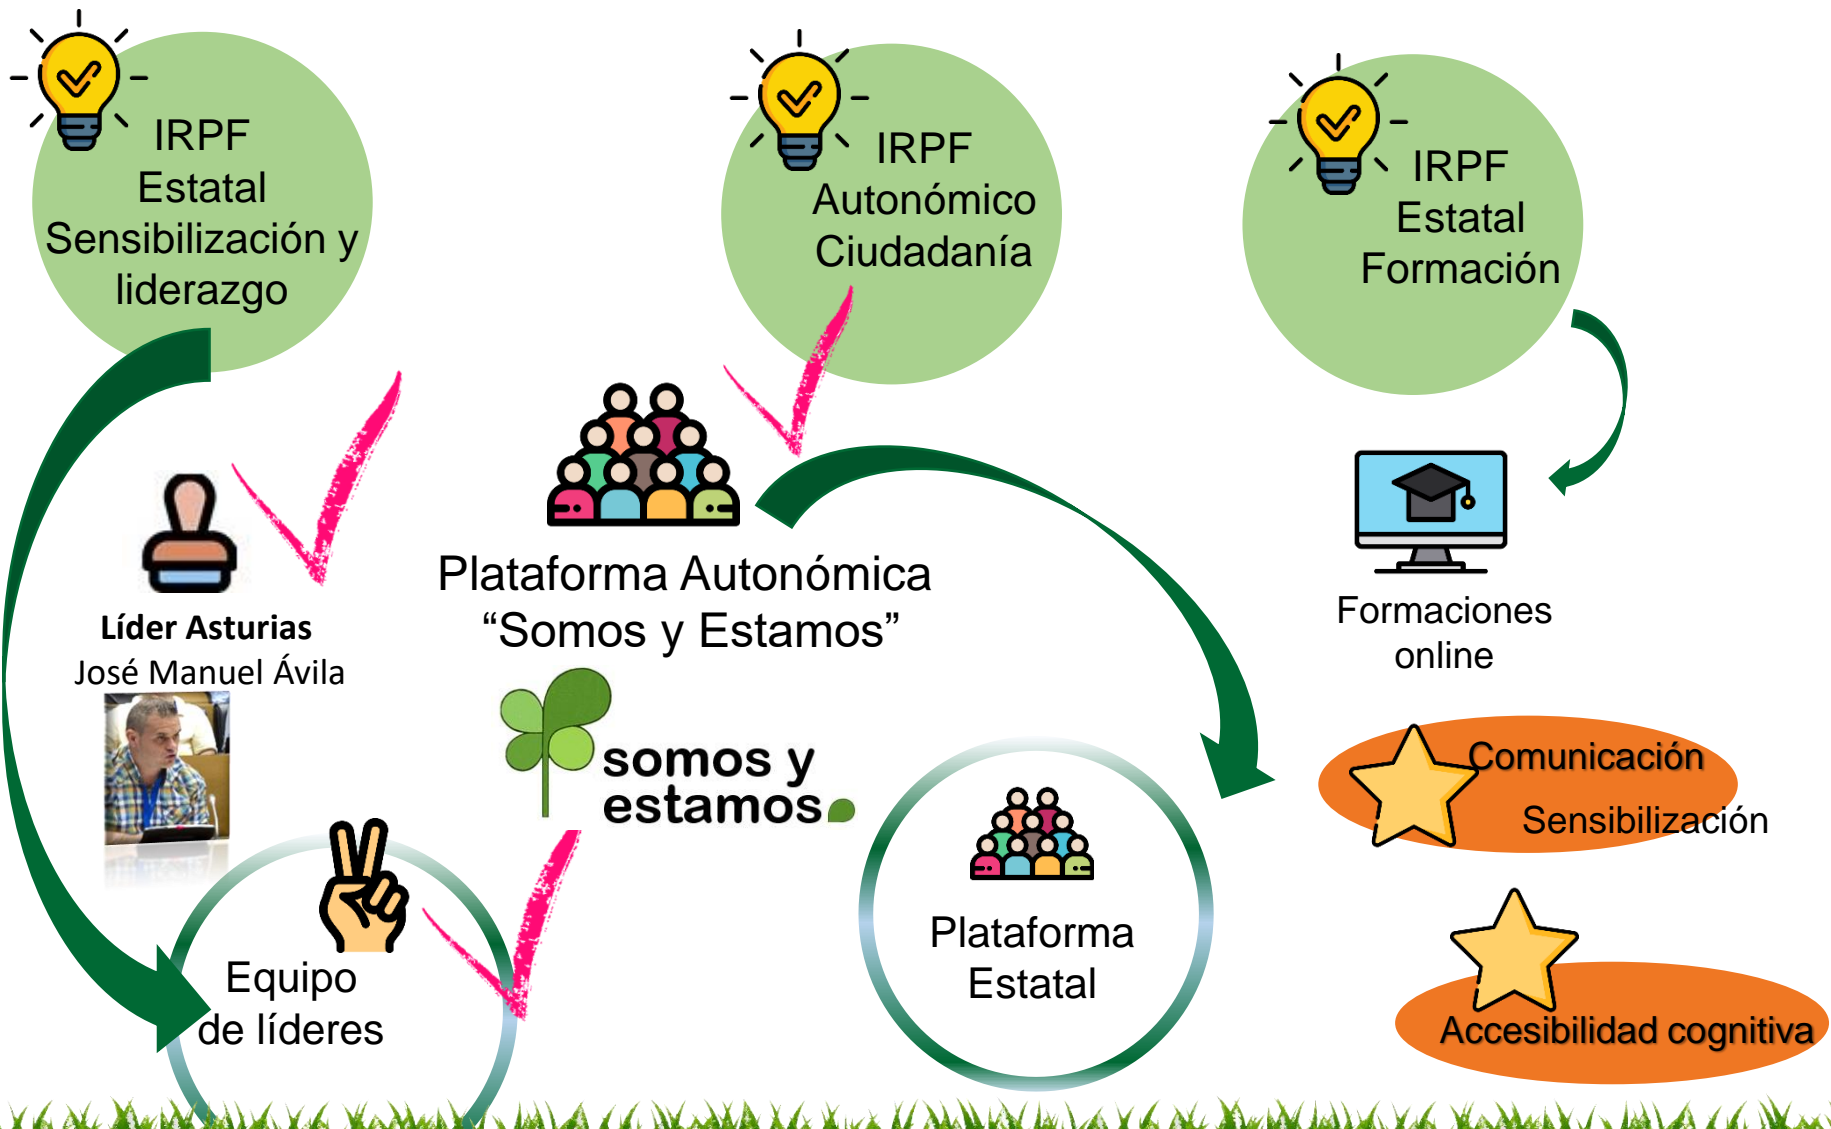 IRPF
Estatal
Sensibilización y
liderazgo
IRPF
Autonómico
Ciudadanía
IRPF
Estatal
Formación
Líder Asturias
José Manuel Ávila
Plataforma Autonómica
“Somos y Estamos”
somos y
estamos
Equipo
de líderes
Plataforma
Estatal
Formaciones
online
Comunicación
Sensibilización
Accesibilidad cognitiva